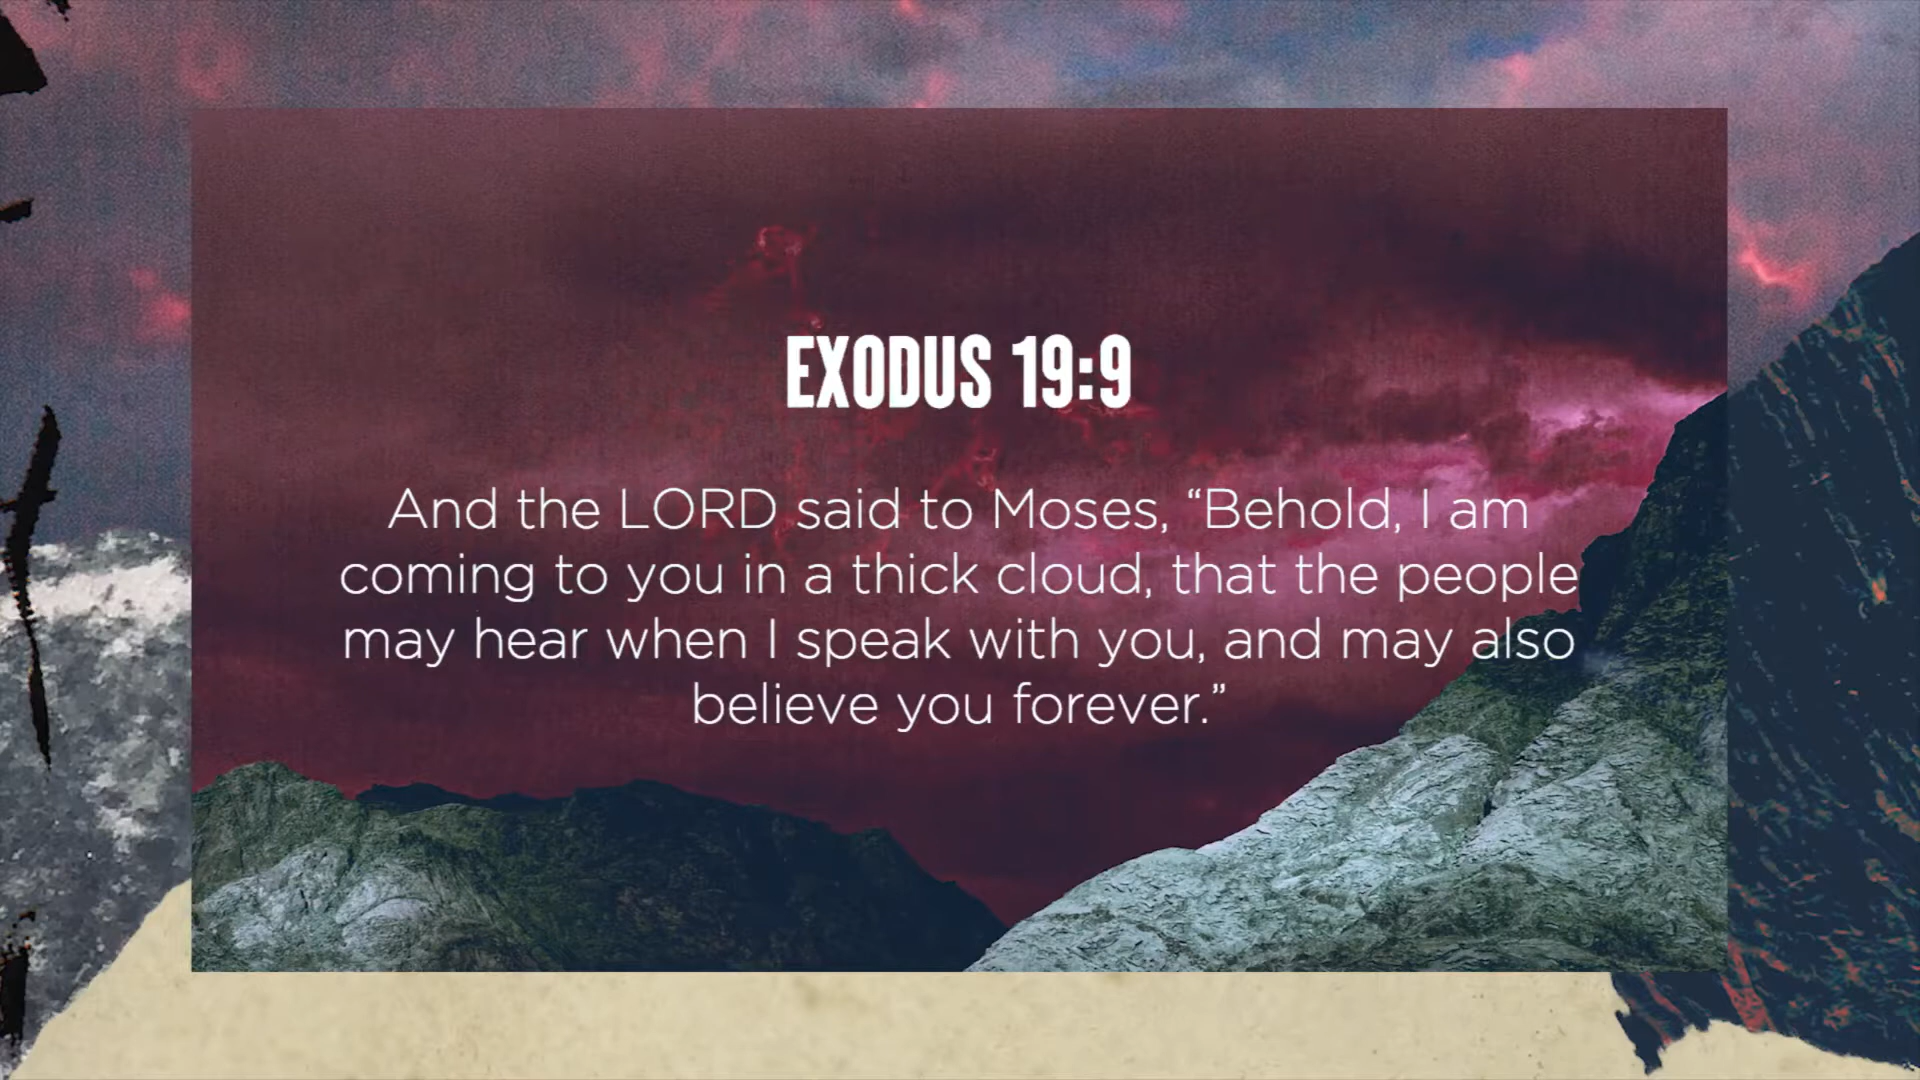 EXODUS 19:9
And the LORD said to Moses, “Behold, I am
coming to you in a thick cloud, that the people
may hear when I speak with you, and may also
believe you forever.”